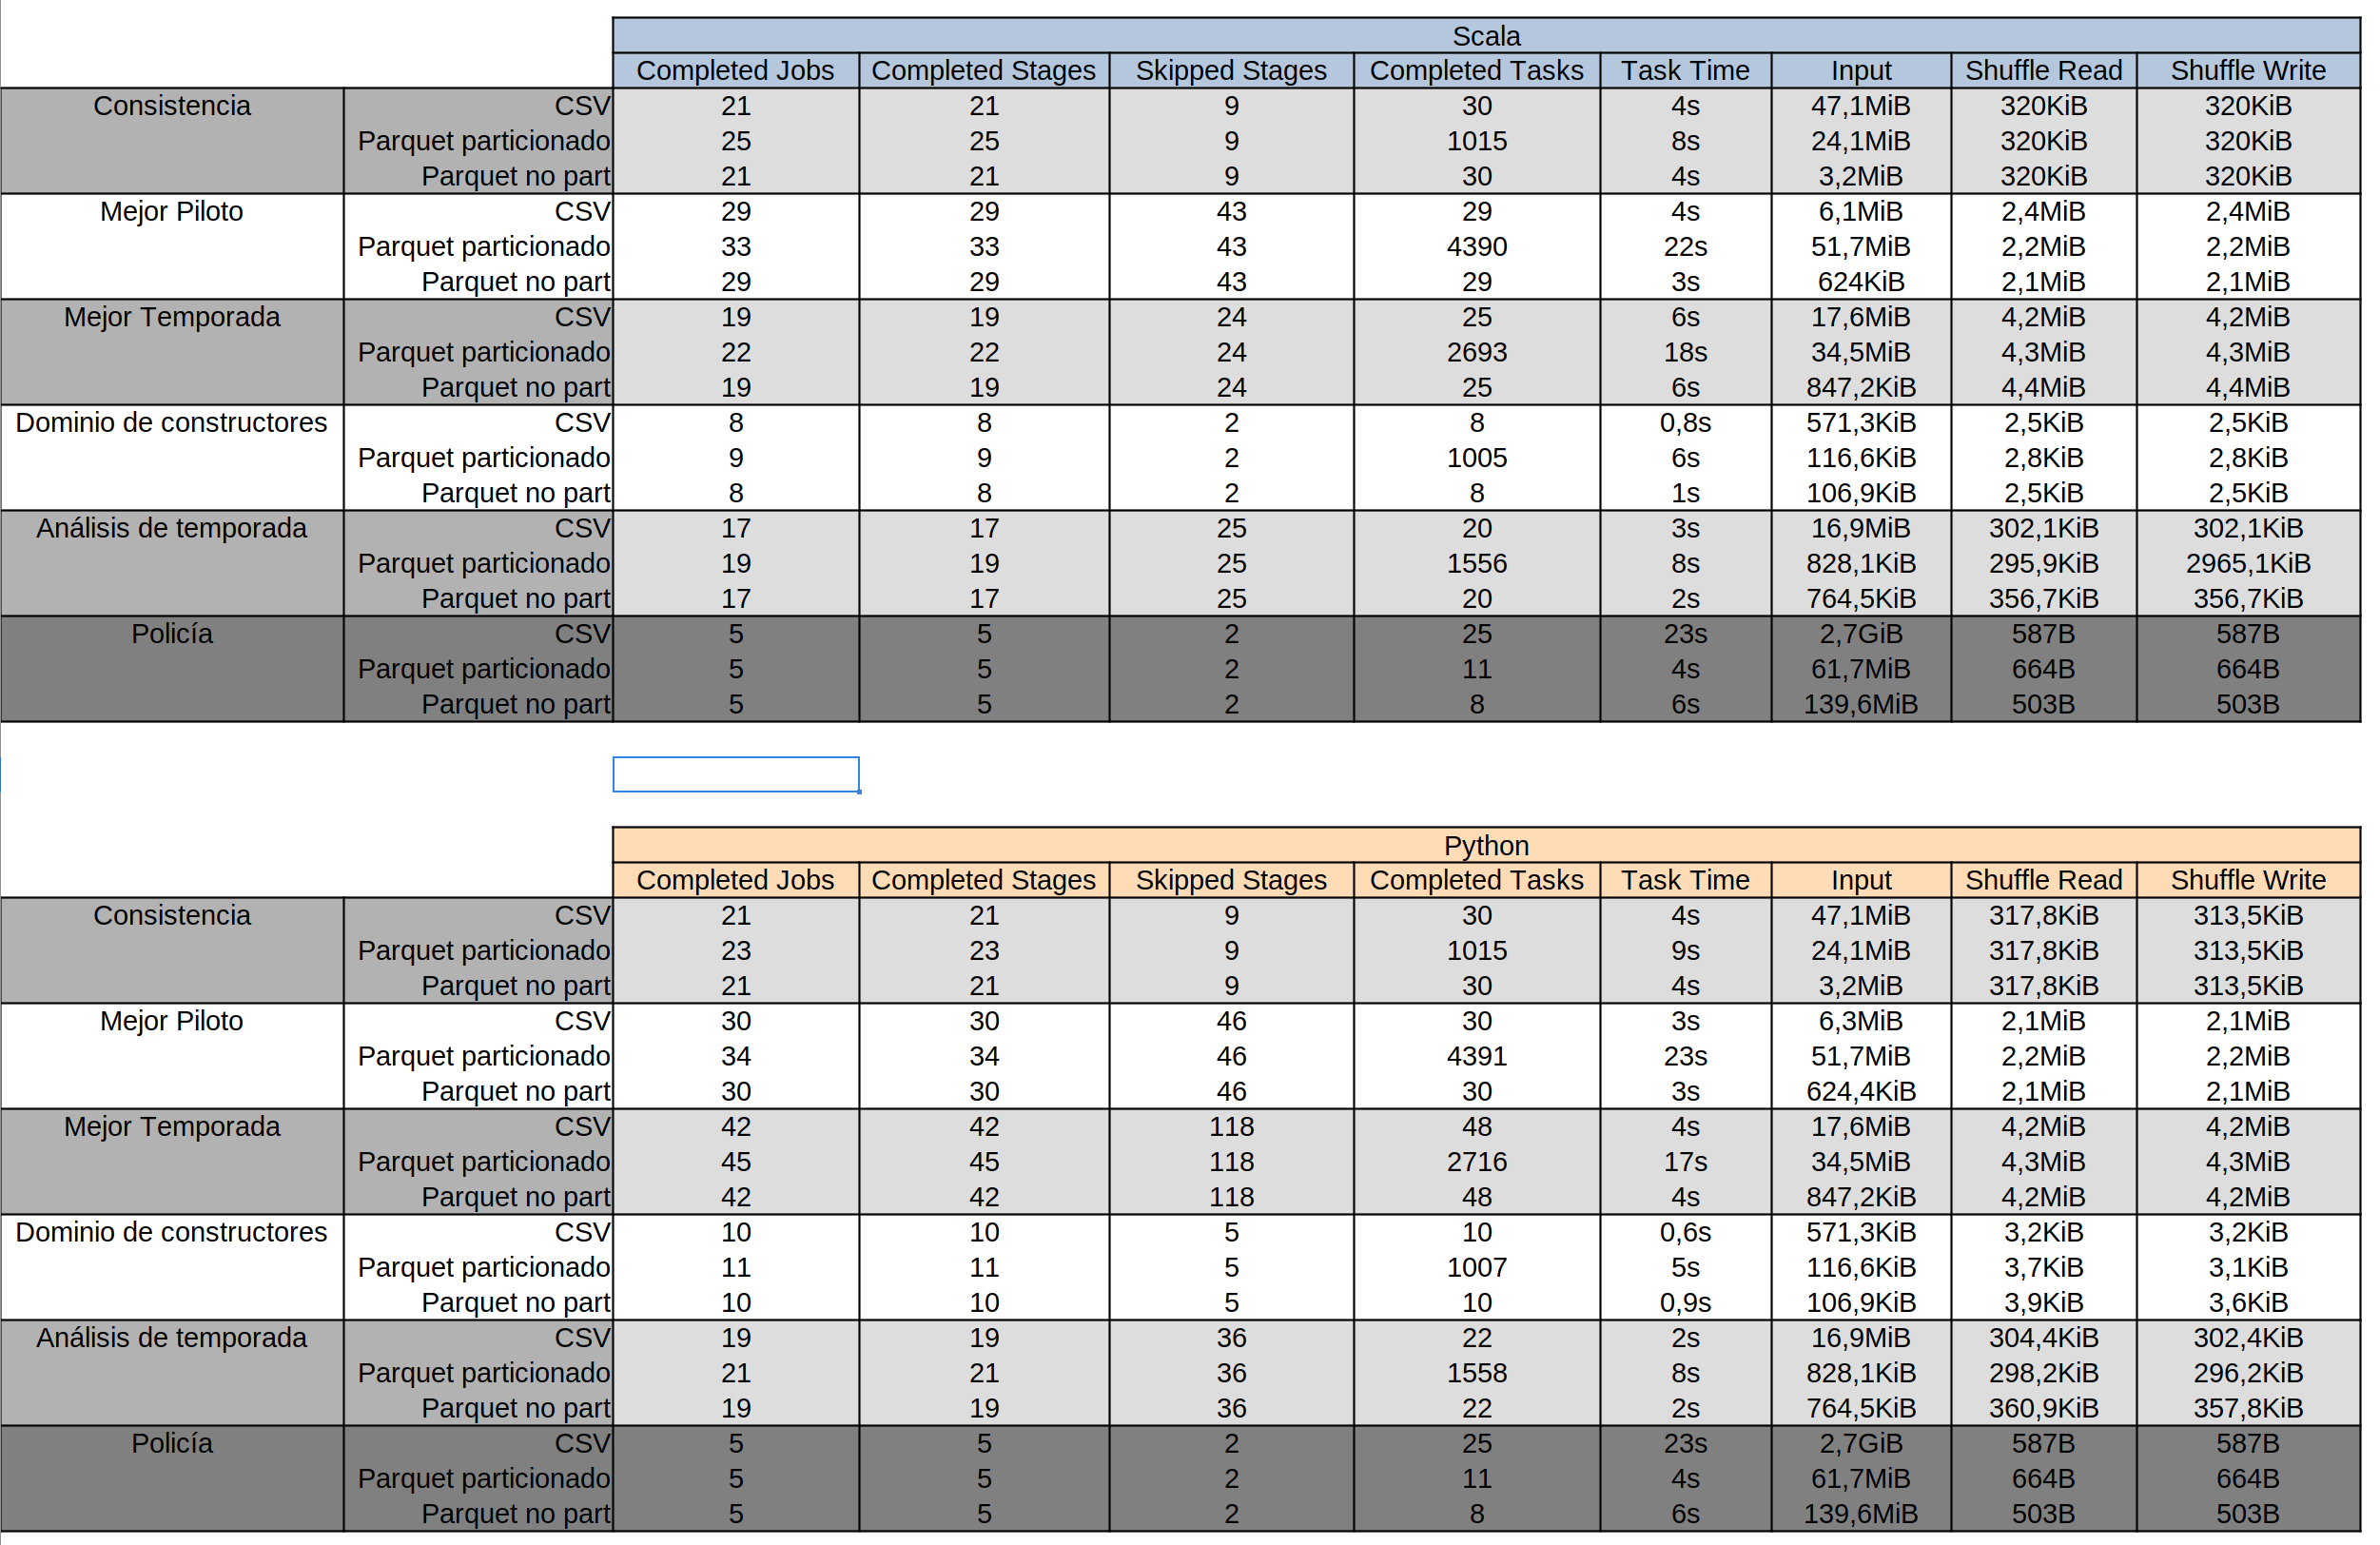 Scala
Completed Jobs Completed Stages Skipped Stages Completed Tasks Task Time Input Shuffle Read Shuffle Write
Consistencia CSV 21 21 9 30 4s 47,1MiB 320KiB 320KiB
Parquet particionado 25 25 9 1015 8s 24,1MiB 320KiB 320KiB
Parquet no part 21 21 9 30 4s 3,2MiB 320KiB 320KiB
Mejor Piloto CSV 29 29 43 29 4s 6,1MiB 2,4MiB 2,4MiB
Parquet particionado 33 33 43 4390 22s 51,7MiB 2,2MiB 2,2MiB
Parquet no part 29 29 43 29 3s 624KiB 2,1MiB 2,1MiB
Mejor Temporada CSV 19 19 24 25 6s 17,6MiB 4,2MiB 4,2MiB
Parquet particionado 22 22 24 2693 18s 34,5MiB 4,3MiB 4,3MiB
Parquet no part 19 19 24 25 6s 847,2KiB 4,4MiB 4,4MiB
Dominio de constructores CSV 8 8 2 8 0,8s 571,3KiB 2,5KiB 2,5KiB
Parquet particionado 9 9 2 1005 6s 116,6KiB 2,8KiB 2,8KiB
Parquet no part 8 8 2 8 1s 106,9KiB 2,5KiB 2,5KiB
Análisis de temporada CSV 17 17 25 20 3s 16,9MiB 302,1KiB 302,1KiB
Parquet particionado 19 19 25 1556 8s 828,1KiB 295,9KiB 2965,1KiB
Parquet no part 17 17 25 20 2s 764,5KiB 356,7KiB 356,7KiB
Policía CSV 5 5 2 25 23s 2,7GiB 587B 587B
Parquet particionado 5 5 2 11 4s 61,7MiB 664B 664B
Parquet no part 5 5 2 8 6s 139,6MiB 503B 503B
Python
Completed Jobs Completed Stages Skipped Stages Completed Tasks Task Time Input Shuffle Read Shuffle Write
Consistencia CSV 21 21 9 30 4s 47,1MiB 317,8KiB 313,5KiB
Parquet particionado 23 23 9 1015 9s 24,1MiB 317,8KiB 313,5KiB
Parquet no part 21 21 9 30 4s 3,2MiB 317,8KiB 313,5KiB
Mejor Piloto CSV 30 30 46 30 3s 6,3MiB 2,1MiB 2,1MiB
Parquet particionado 34 34 46 4391 23s 51,7MiB 2,2MiB 2,2MiB
Parquet no part 30 30 46 30 3s 624,4KiB 2,1MiB 2,1MiB
Mejor Temporada CSV 42 42 118 48 4s 17,6MiB 4,2MiB 4,2MiB
Parquet particionado 45 45 118 2716 17s 34,5MiB 4,3MiB 4,3MiB
Parquet no part 42 42 118 48 4s 847,2KiB 4,2MiB 4,2MiB
Dominio de constructores CSV 10 10 5 10 0,6s 571,3KiB 3,2KiB 3,2KiB
Parquet particionado 11 11 5 1007 5s 116,6KiB 3,7KiB 3,1KiB
Parquet no part 10 10 5 10 0,9s 106,9KiB 3,9KiB 3,6KiB
Análisis de temporada CSV 19 19 36 22 2s 16,9MiB 304,4KiB 302,4KiB
Parquet particionado 21 21 36 1558 8s 828,1KiB 298,2KiB 296,2KiB
Parquet no part 19 19 36 22 2s 764,5KiB 360,9KiB 357,8KiB
Policía CSV 5 5 2 25 23s 2,7GiB 587B 587B
Parquet particionado 5 5 2 11 4s 61,7MiB 664B 664B
Parquet no part 5 5 2 8 6s 139,6MiB 503B 503B